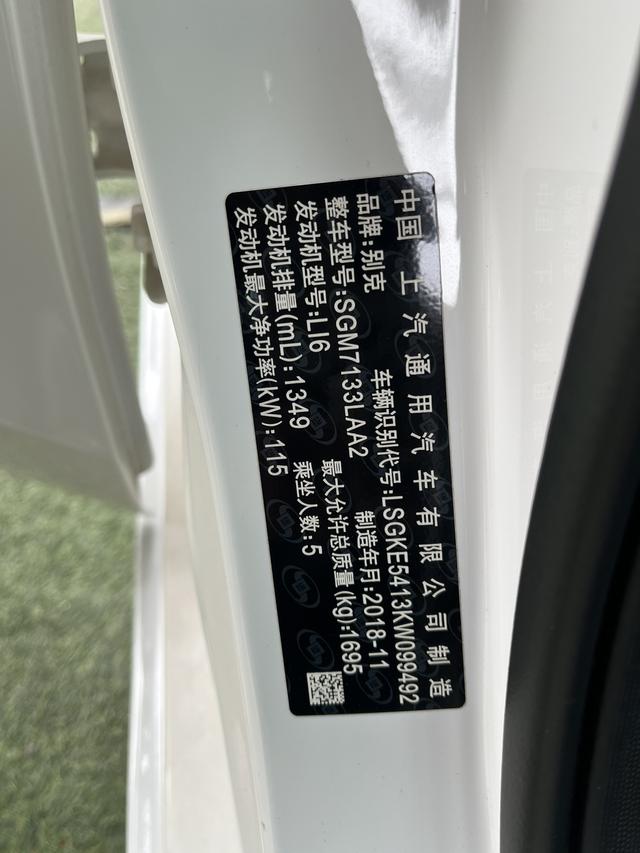 中国 上汽通用汽车有限公司制造
品牌:别克 车辆识别代号:LSGKE5413KW099492
整车型号:SGM7133LAA2 制造年月:2018-11
发动机型号:LI6 最大允许总质量(kg):1695
发动机排量(mL):1349 乘坐人数:5
发动机最大净功率(kW):115